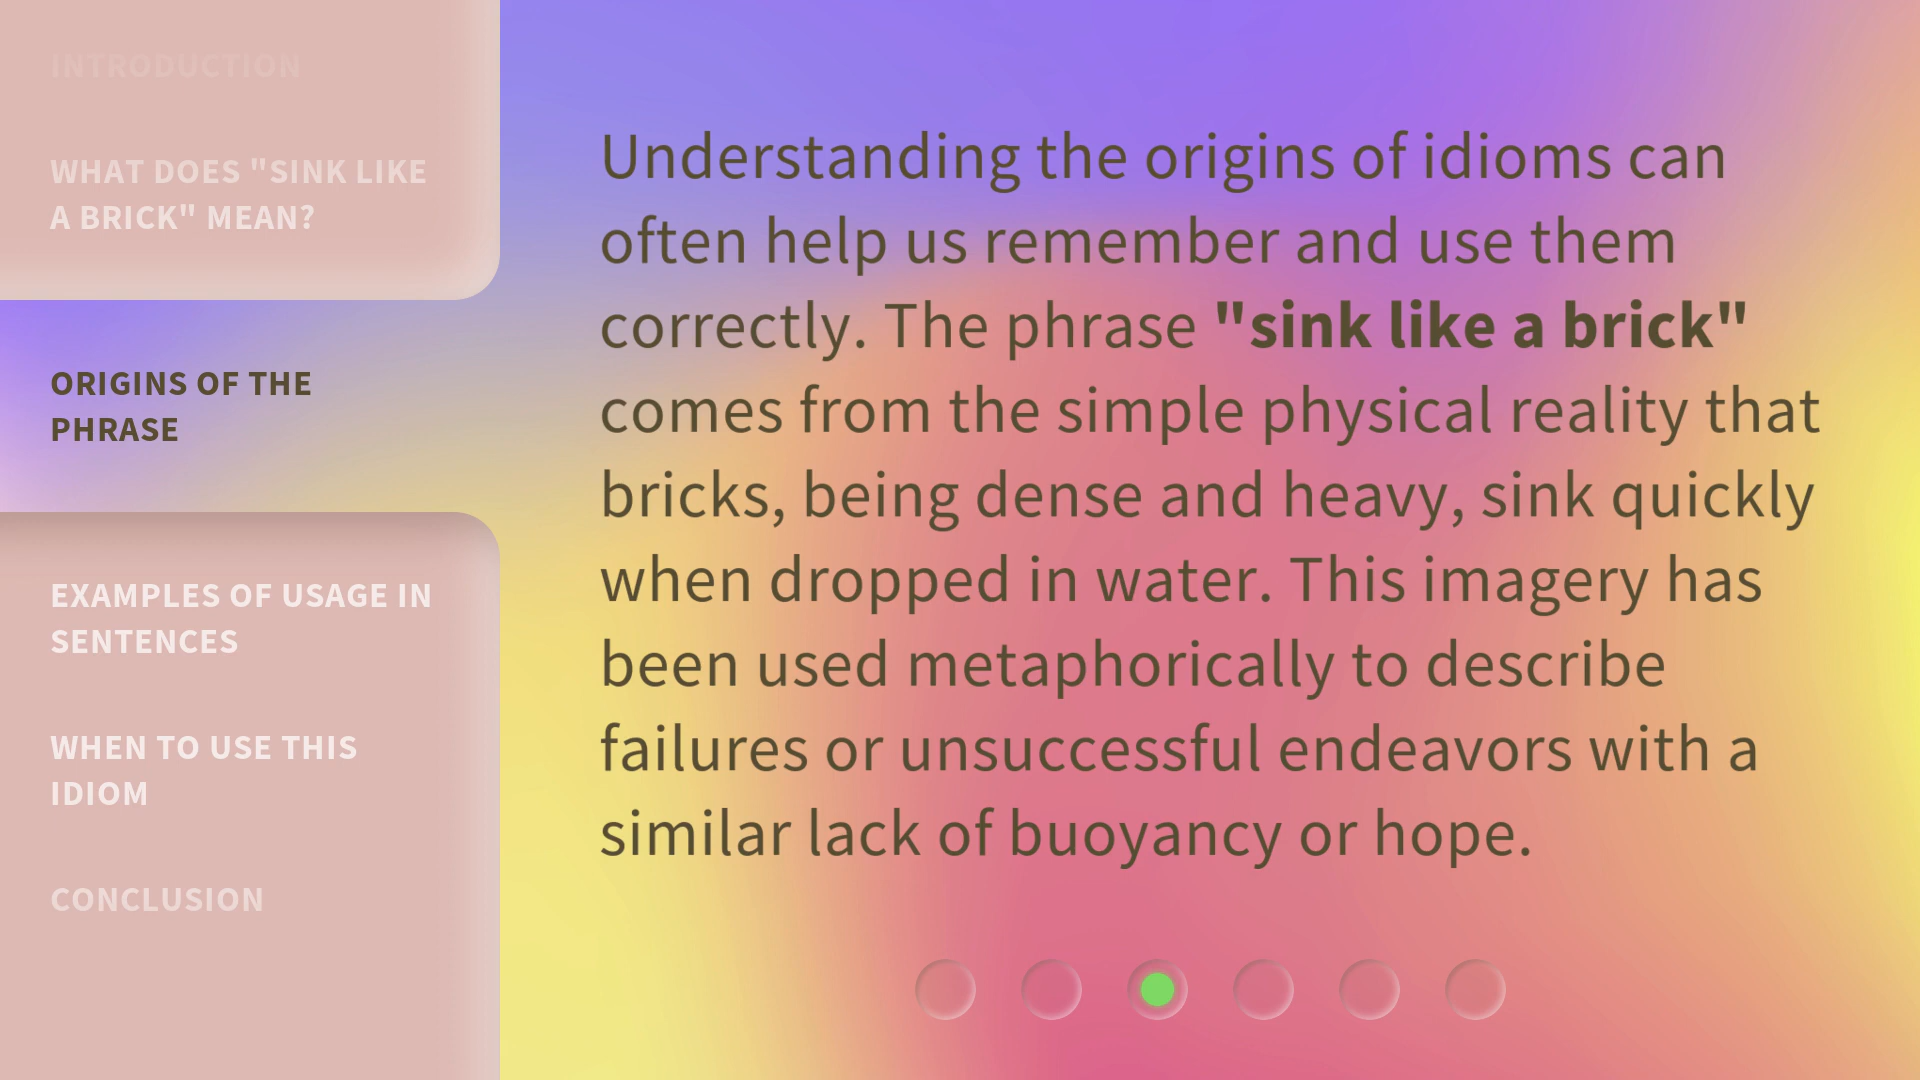 INTRODUCTION
WHAT DOES "SINK LIKE
A BRICK" MEAN?
ORIGINS OF THE
PHRASE
EXAMPLES OF USAGE IN
SENTENCES
WHEN TO USE THIS
IDIOM
CONCLUSION
Understanding the origins of idioms can
often help us remember and use them
correctly. The phrase "sink like a brick"
comes from the simple physical reality that
bricks, being dense and heavy, sink quickly
when dropped in water. This imagery has
been used metaphorically to describe
failures or unsuccessful endeavors with a
similar lack of buoyancy or hope.